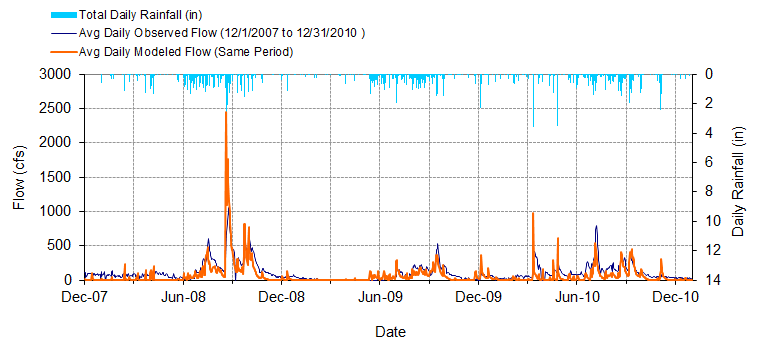 Total Daily Rainfall (in)
Avg Daily Observed Flow (12/1/2007 to 12/31/2010 )
Avg Daily Modeled Flow (Same Period)
3000
2500
2000
1500
1000
500
0
Flow (cfs)
0
2
4
6
8
10
12
14
Daily Rainfall (in)
Dec-07 Jun-08 Dec-08 Jun-09 Dec-09 Jun-10 Dec-10
Date